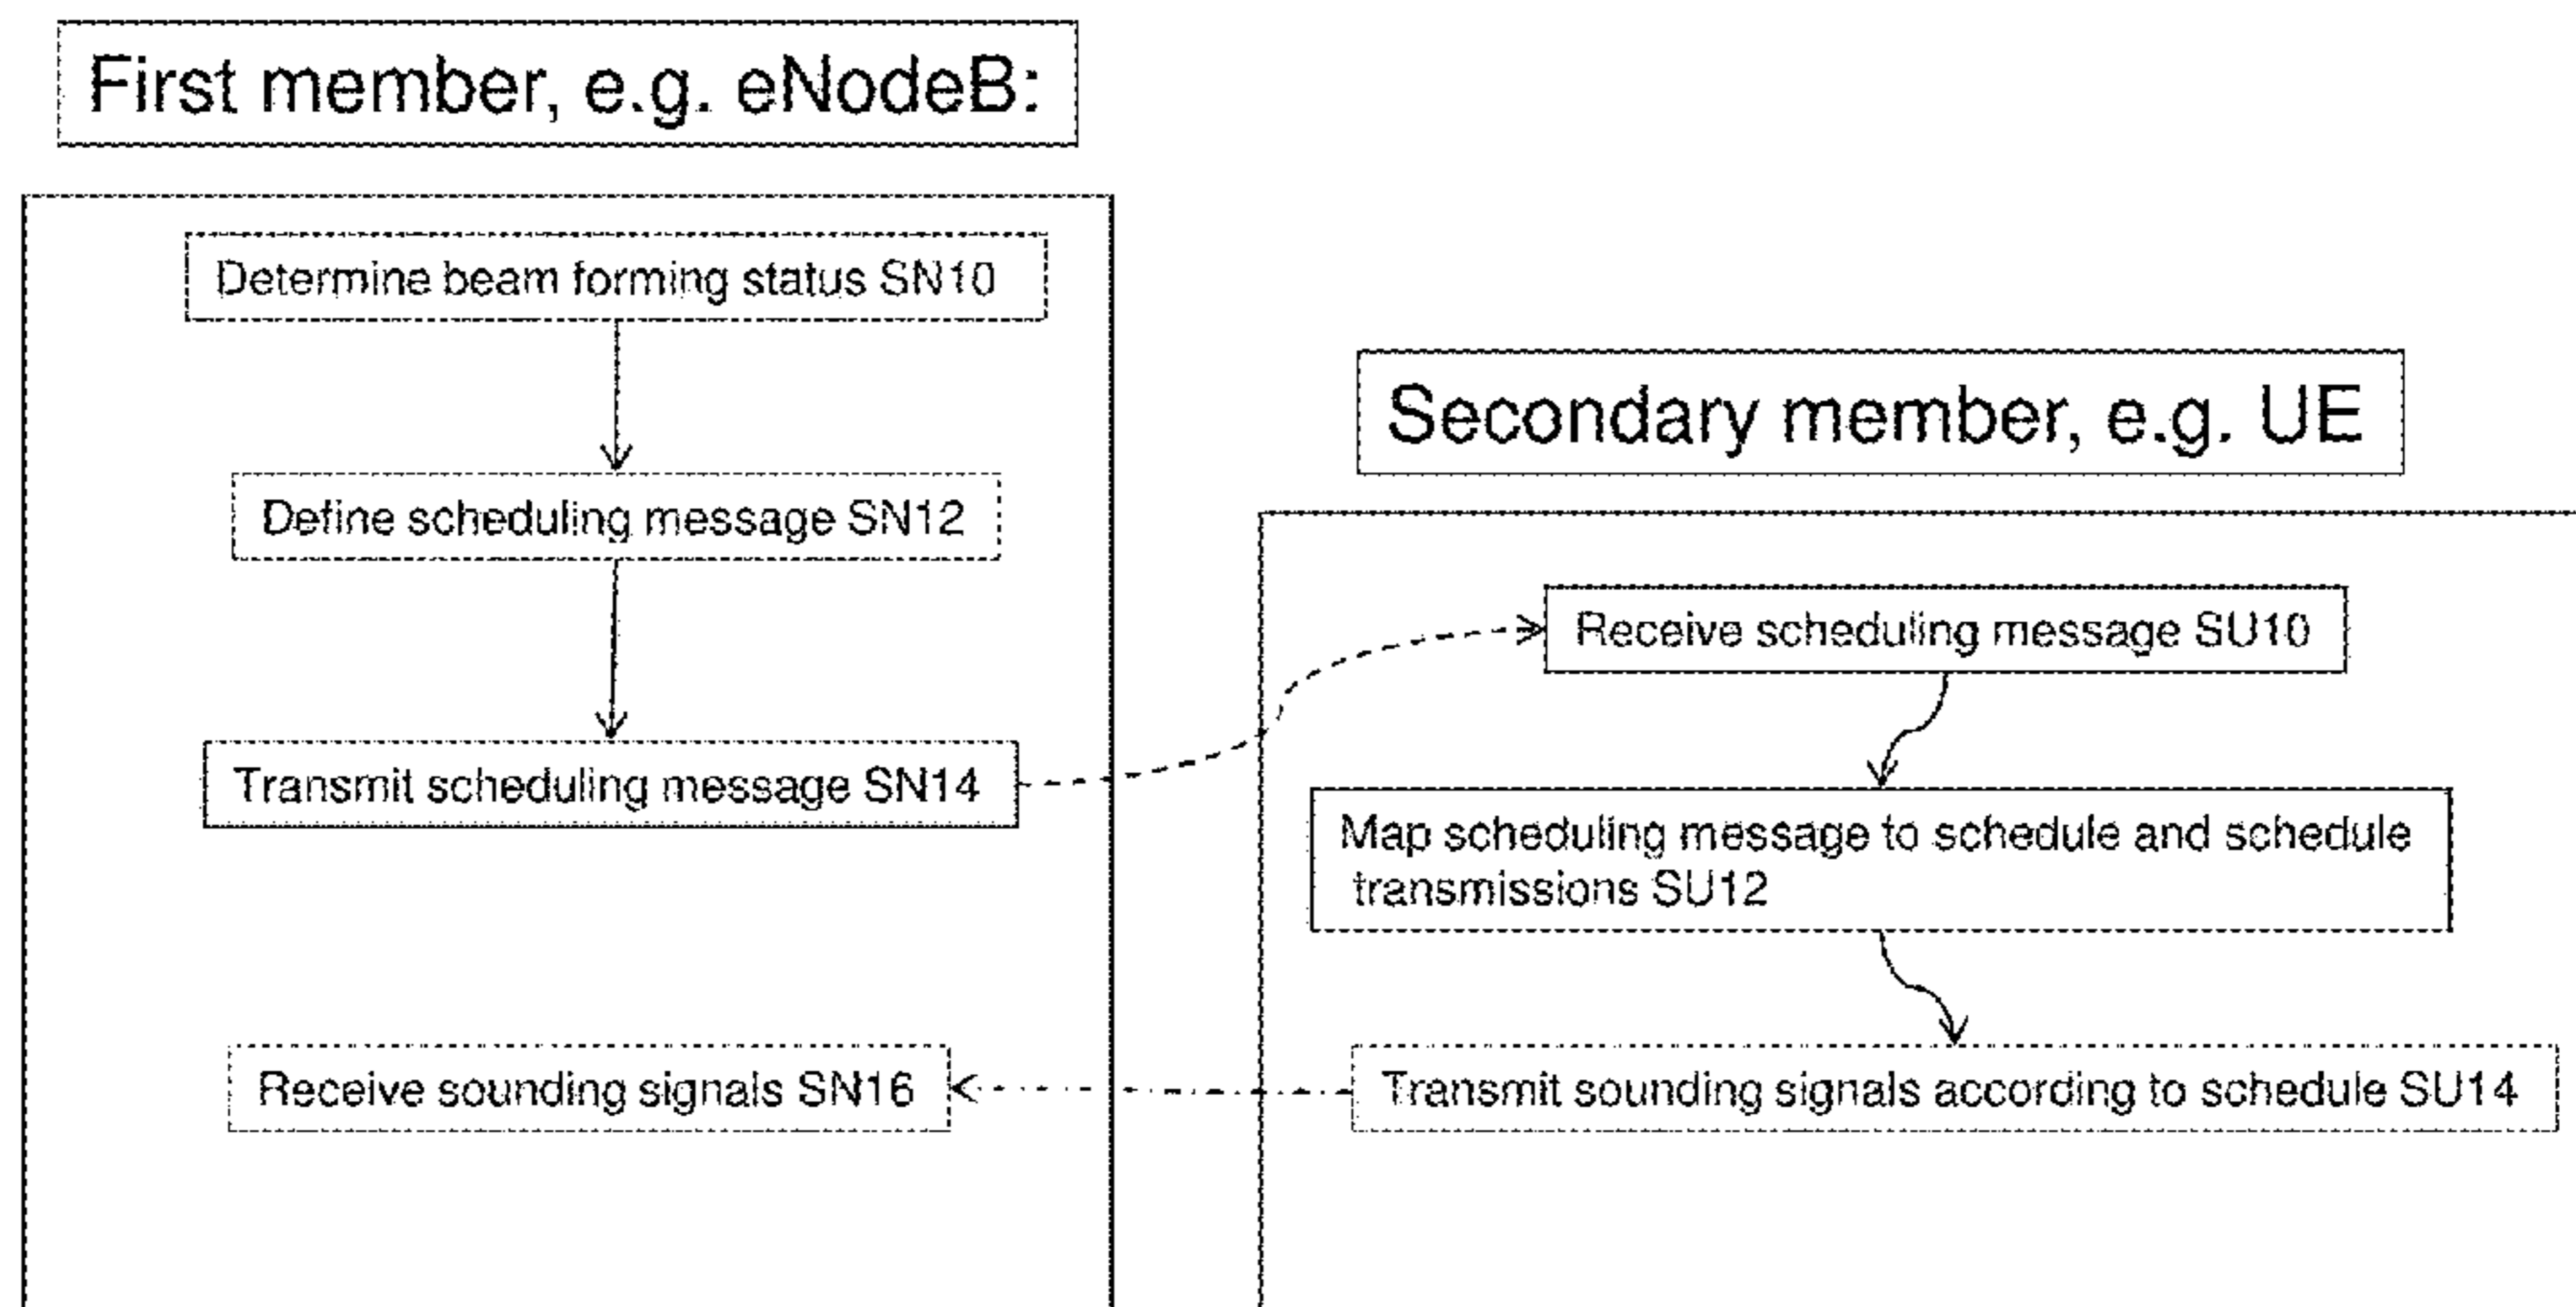 First member, e.g. eNodeB:
Determine beam forming status SN10
Define scheduling message SN12
Transmit scheduling message SN14
Receive sounding signals SN16
Secondary member, e.g. UE
Receive scheduling message SU10
Map scheduling message to schedule and schedule
transmissions SU12
Transmit sounding signals according to schedule SU14